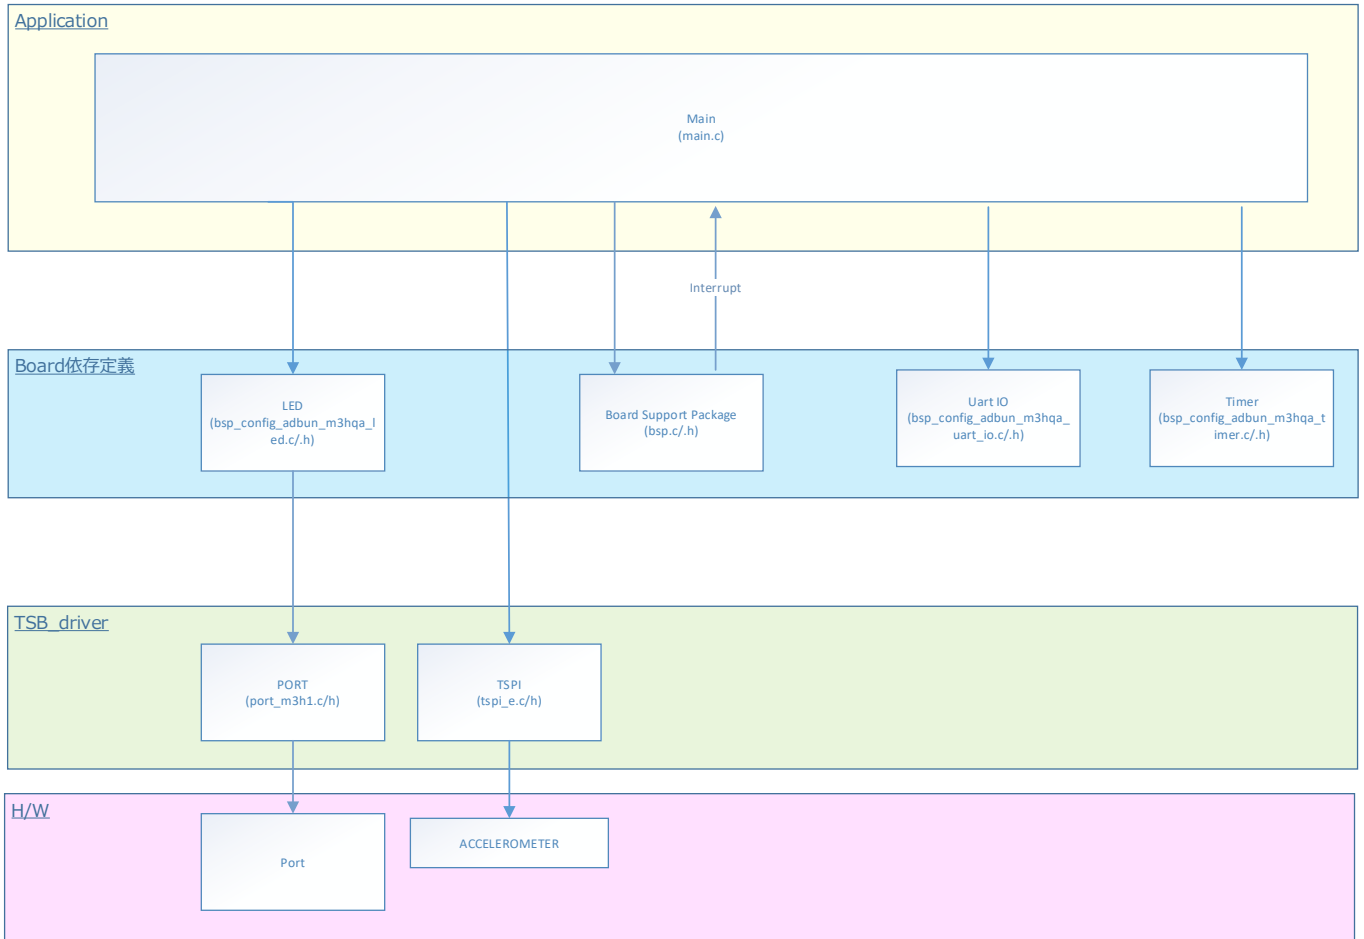 Application
Main
(main.c)
Interrupt
Board依存定義
LED
(bsp_config_adbun_m3hqa_l
ed.c/.h)
Board Support Package
(bsp.c/.h)
Uart IO
(bsp_config_adbun_m3hqa_
uart_io.c/.h)
Timer
(bsp_config_adbun_m3hqa_t
imer.c/.h)
TSB_driver
PORT
(port_m3h1.c/h)
TSPI
(tspi_e.c/h)
H/W
Port
ACCELEROMETER